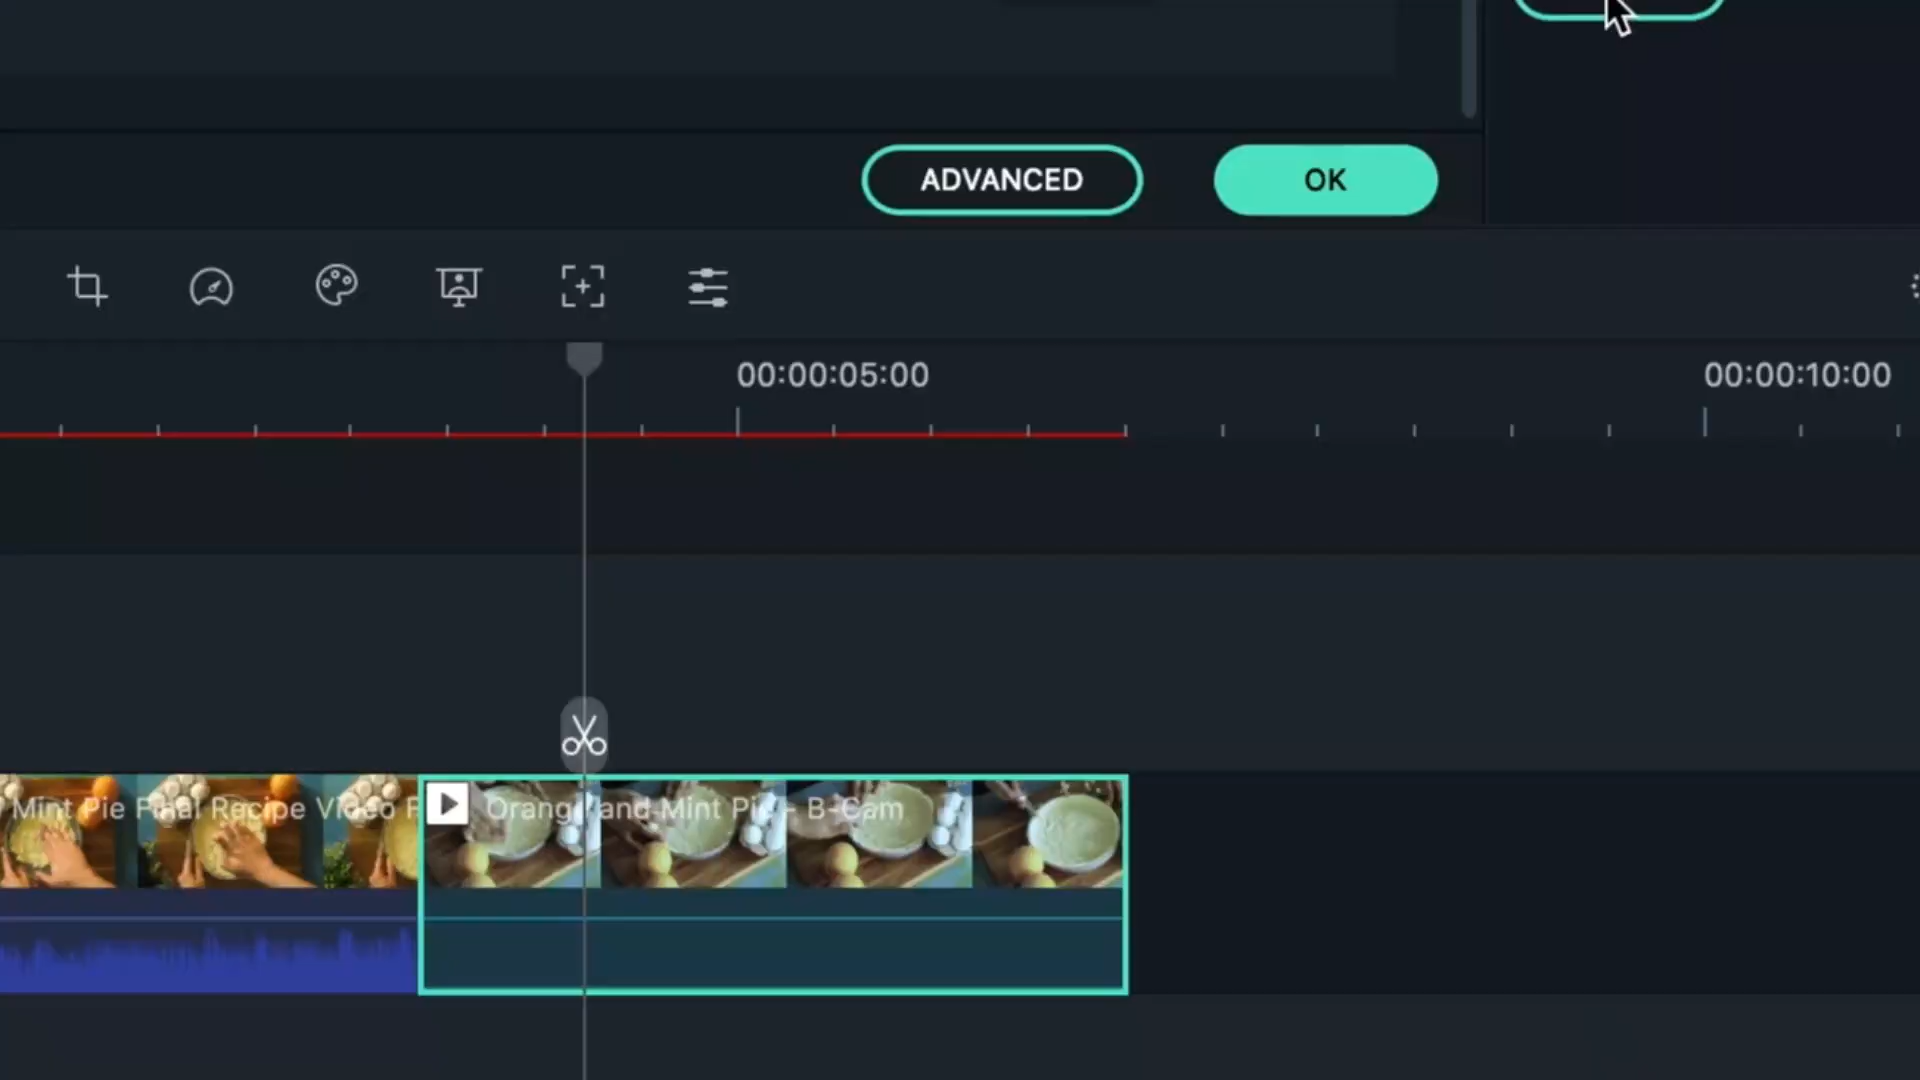 ADVANCED
OK
00:00:05:00
00:00:10:00
Mint Pie Final Recipe Video F
Orange and Mint Pie - B-Cam